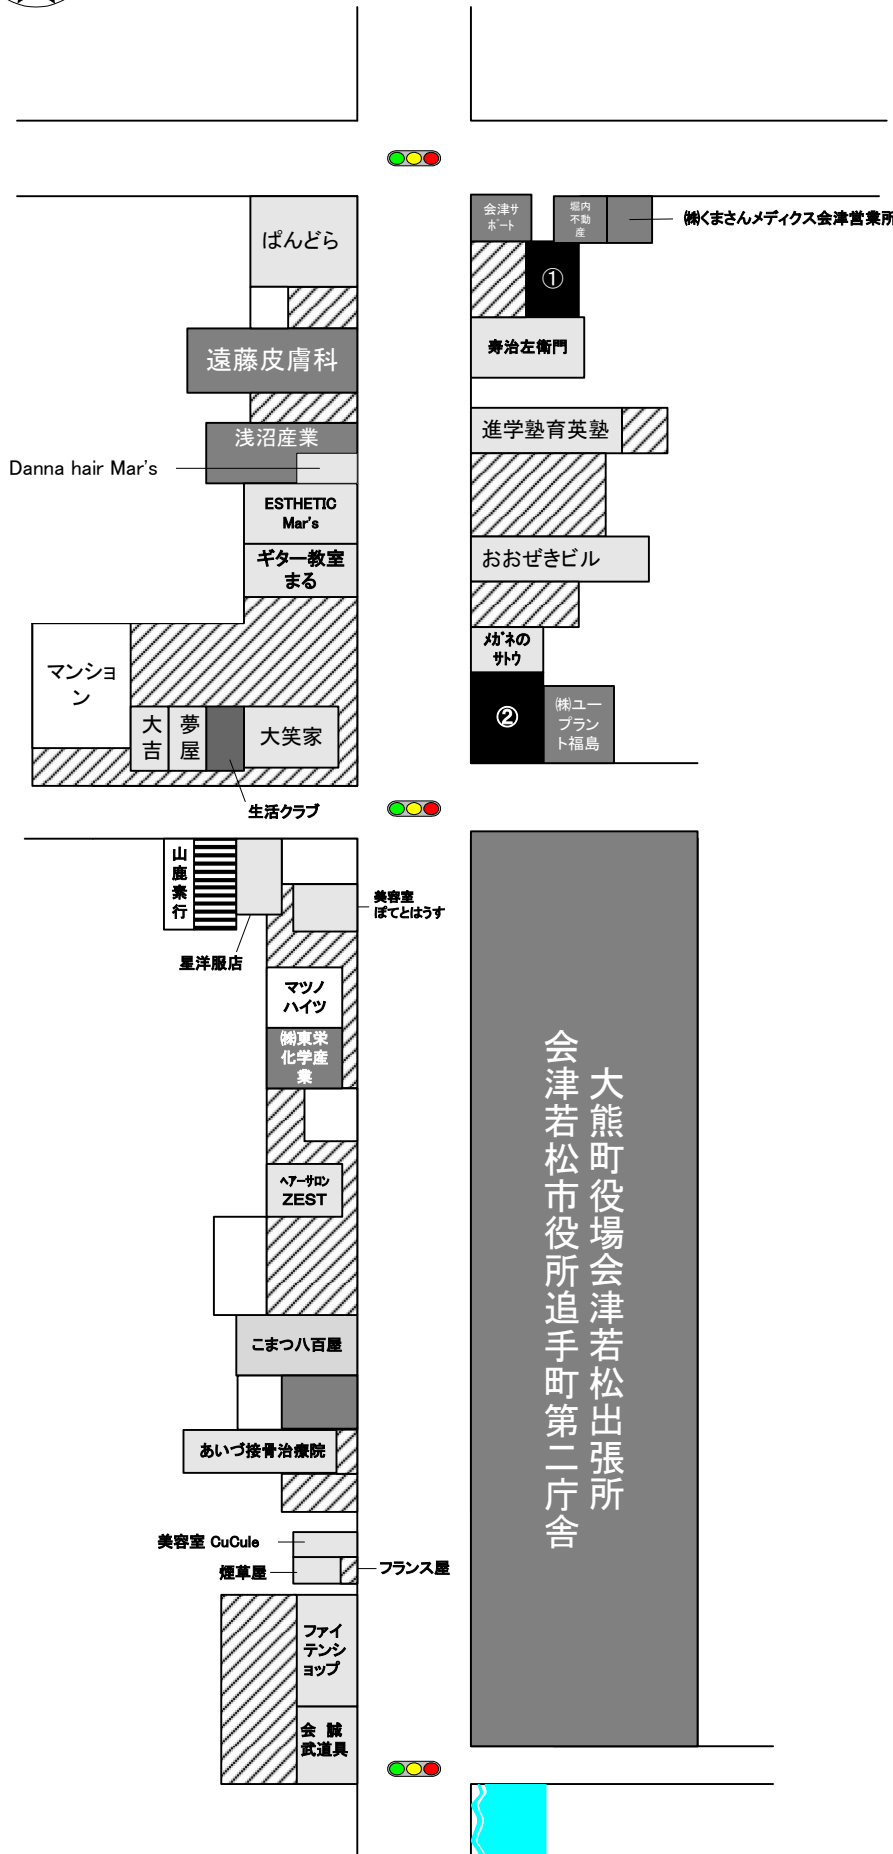 ぱんどら
会津サ
ポート
堀内
不動
産
㈱くまさんメディクス会津営業所
①
寿治左衛門
遠藤皮膚科
浅沼産業
Danna hair Mar's
ESTHETIC
Mar's
ギター教室
まる
進学塾育英塾
おおぜきビル
メガネの
サトウ
②
㈱ユー
プラン
ト福島
マンショ
ン
大
吉
夢
屋
大笑家
生活クラブ
山
鹿
素
行
星洋服店
美容室
ぽてとはうす
マツノ
ハイツ
㈱東栄
化学産
業
ヘアーサロン
ZEST
こまつ八百屋
あいづ接骨治療院
美容室 CuCule
煙草屋
フランス屋
ファイ
テンシ
ョップ
会 誠
武道具
大熊町役場会津若松出張所
会津若松市役所追手町第二庁舎